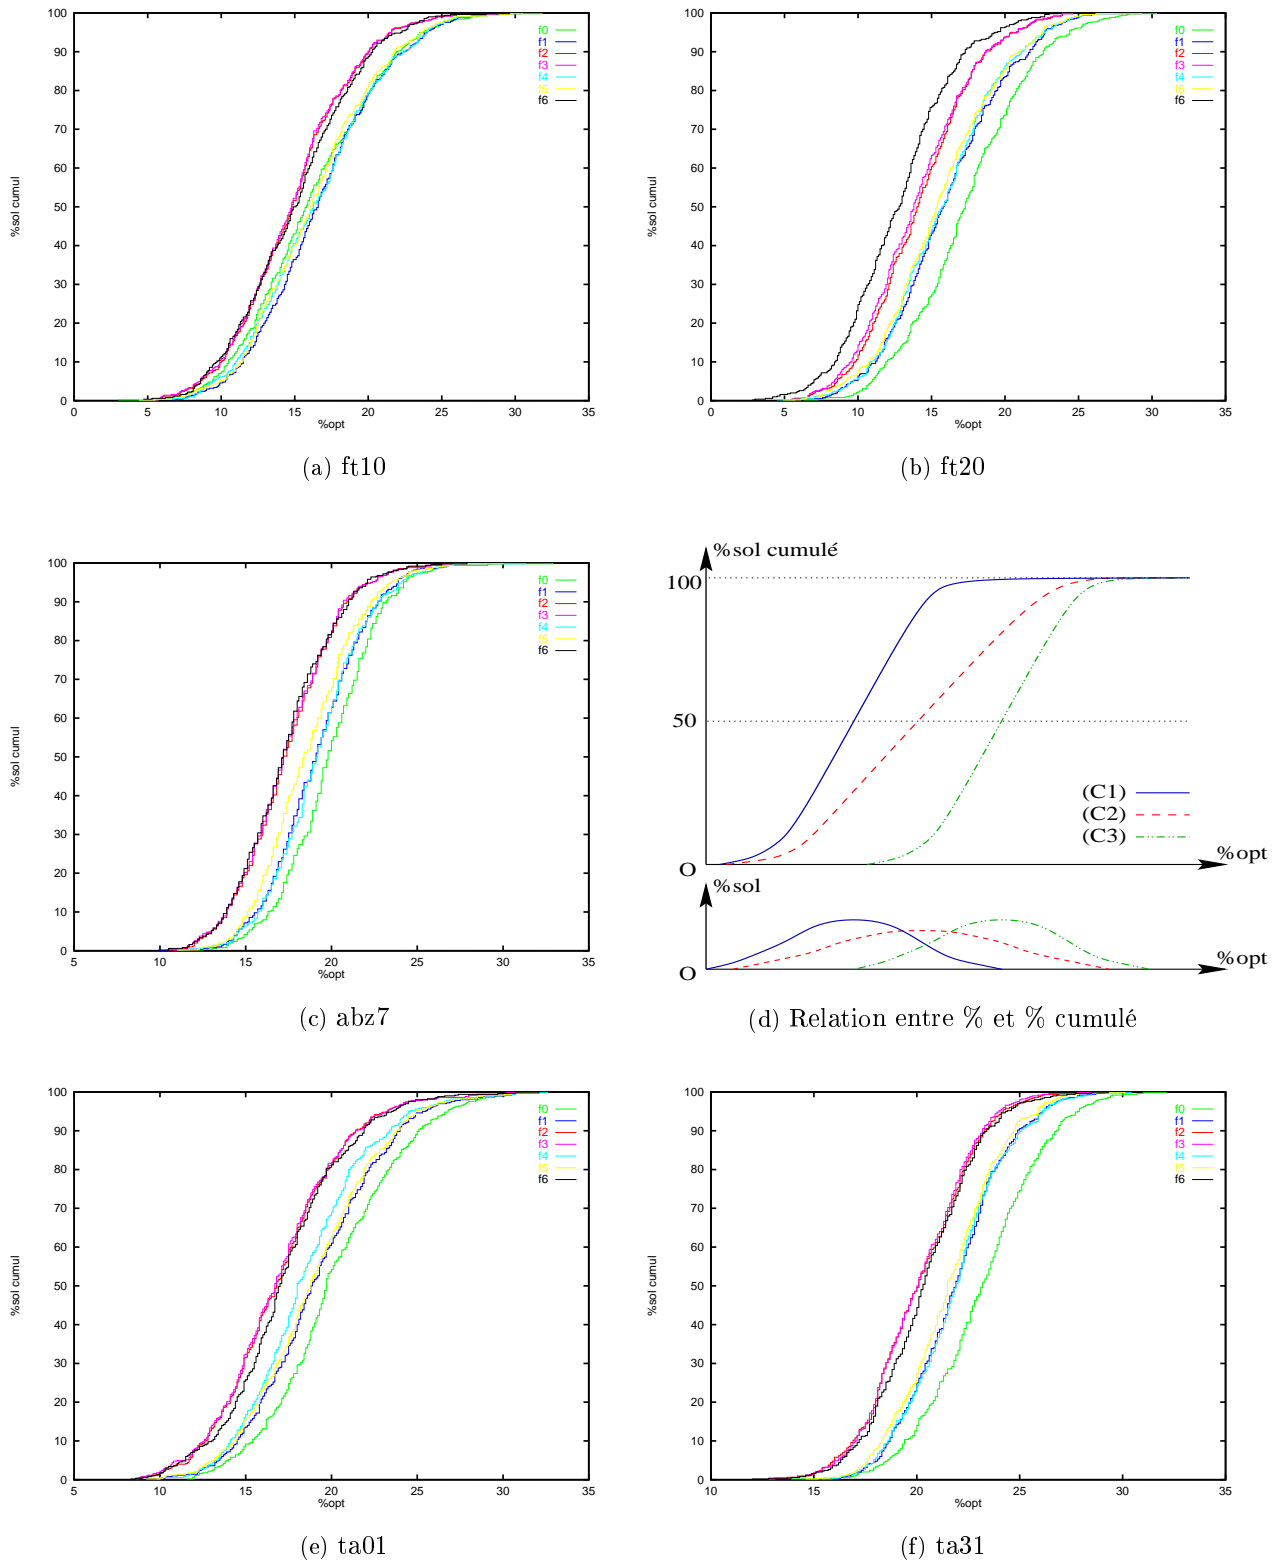 100
90
80
70
60
50
40
30
20
10
0
%sol cumul
0 5 10 15 20 25 30 35
%opt
f0
f1
f2
f3
f4
f5
f6
(a) ft10
100
90
80
70
60
50
40
30
20
10
0
%sol cumul
0 5 10 15 20 25 30 35
%opt
f0
f1
f2
f3
f4
f5
f6
(b) ft20
100
90
80
70
60
50
40
30
20
10
0
%sol cumul
5 10 15 20 25 30 35
%opt
f0
f1
f2
f3
f4
f5
f6
(c) abz7
%sol cumulé
100
50
(C1)
(C2)
(C3)
O
%opt
%sol
O
%opt
(d) Relation entre % et % cumulé
100
90
80
70
60
50
40
30
20
10
0
%sol cumul
5 10 15 20 25 30 35
%opt
f0
f1
f2
f3
f4
f5
f6
(e) ta01
100
90
80
70
60
50
40
30
20
10
0
%sol cumul
10 15 20 25 30 35
%opt
f0
f1
f2
f3
f4
f5
f6
(f) ta31